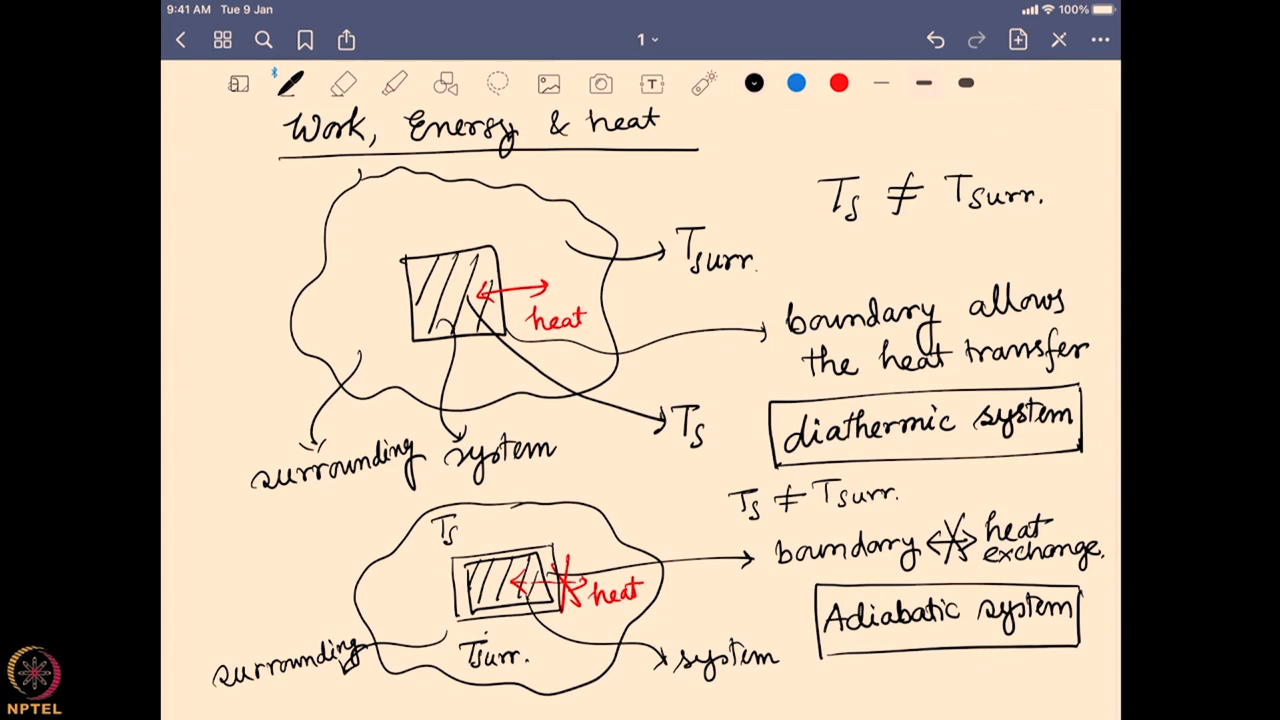 9:41 AM Tue 9 Jan
100%
1
T
Work, Energy & heat
Ts ≠ Tsurr.
Tsurr.
heat
boundary allows
the heat transfer
Ts
diathermic system
surrounding system
Ts ≠ Tsurr.
Ts
boundary heat
exchange.
heat
Adiabatic system
surrounding
Tsurr.
system
NPTEL